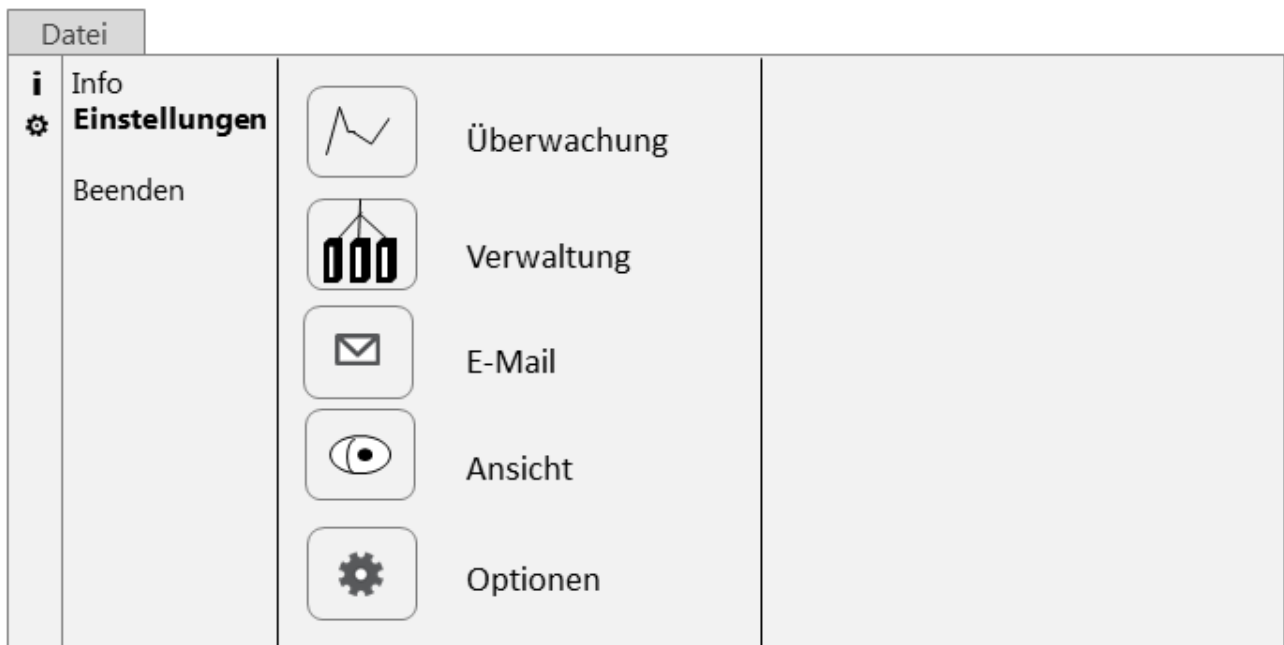 Datei
Info
Einstellungen
Beenden
Überwachung
Verwaltung
E-Mail
Ansicht
Optionen